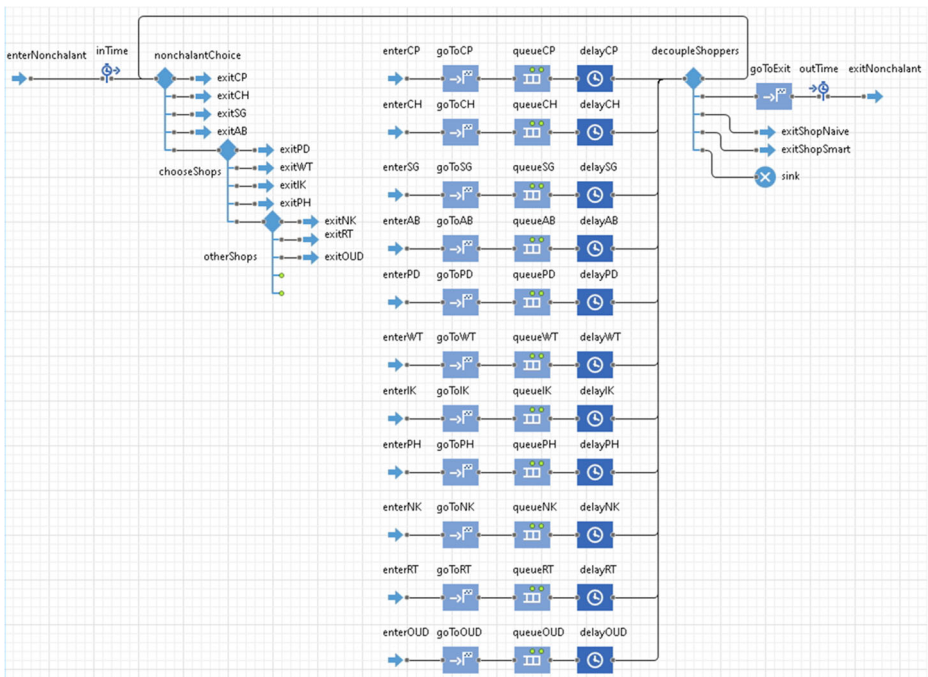 enterNonchalant
inTime
nonchalantChoice
exitCP
exitCH
exitSG
exitAB
chooseShops
exitPD
exitWT
exitIK
exitPH
otherShops
exitNK
exitRT
exitOUD
enterCP goToCP queueCP delayCP
enterCH goToCH queueCH delayCH
enterSG goToSG queueSG delaySG
enterAB goToAB queueAB delayAB
enterPD goToPD queuePD delayPD
enterWT goToWT queueWT delayWT
enterIK goToIK queueIK delayIK
enterPH goToPH queuePH delayPH
enterNK goToNK queueNK delayNK
enterRT goToRT queueRT delayRT
enterOUD goToOUD queueOUD delayOUD
decoupleShoppers
goToExit outTime exitNonchalant
exitShopNaive
exitShopSmart
sink